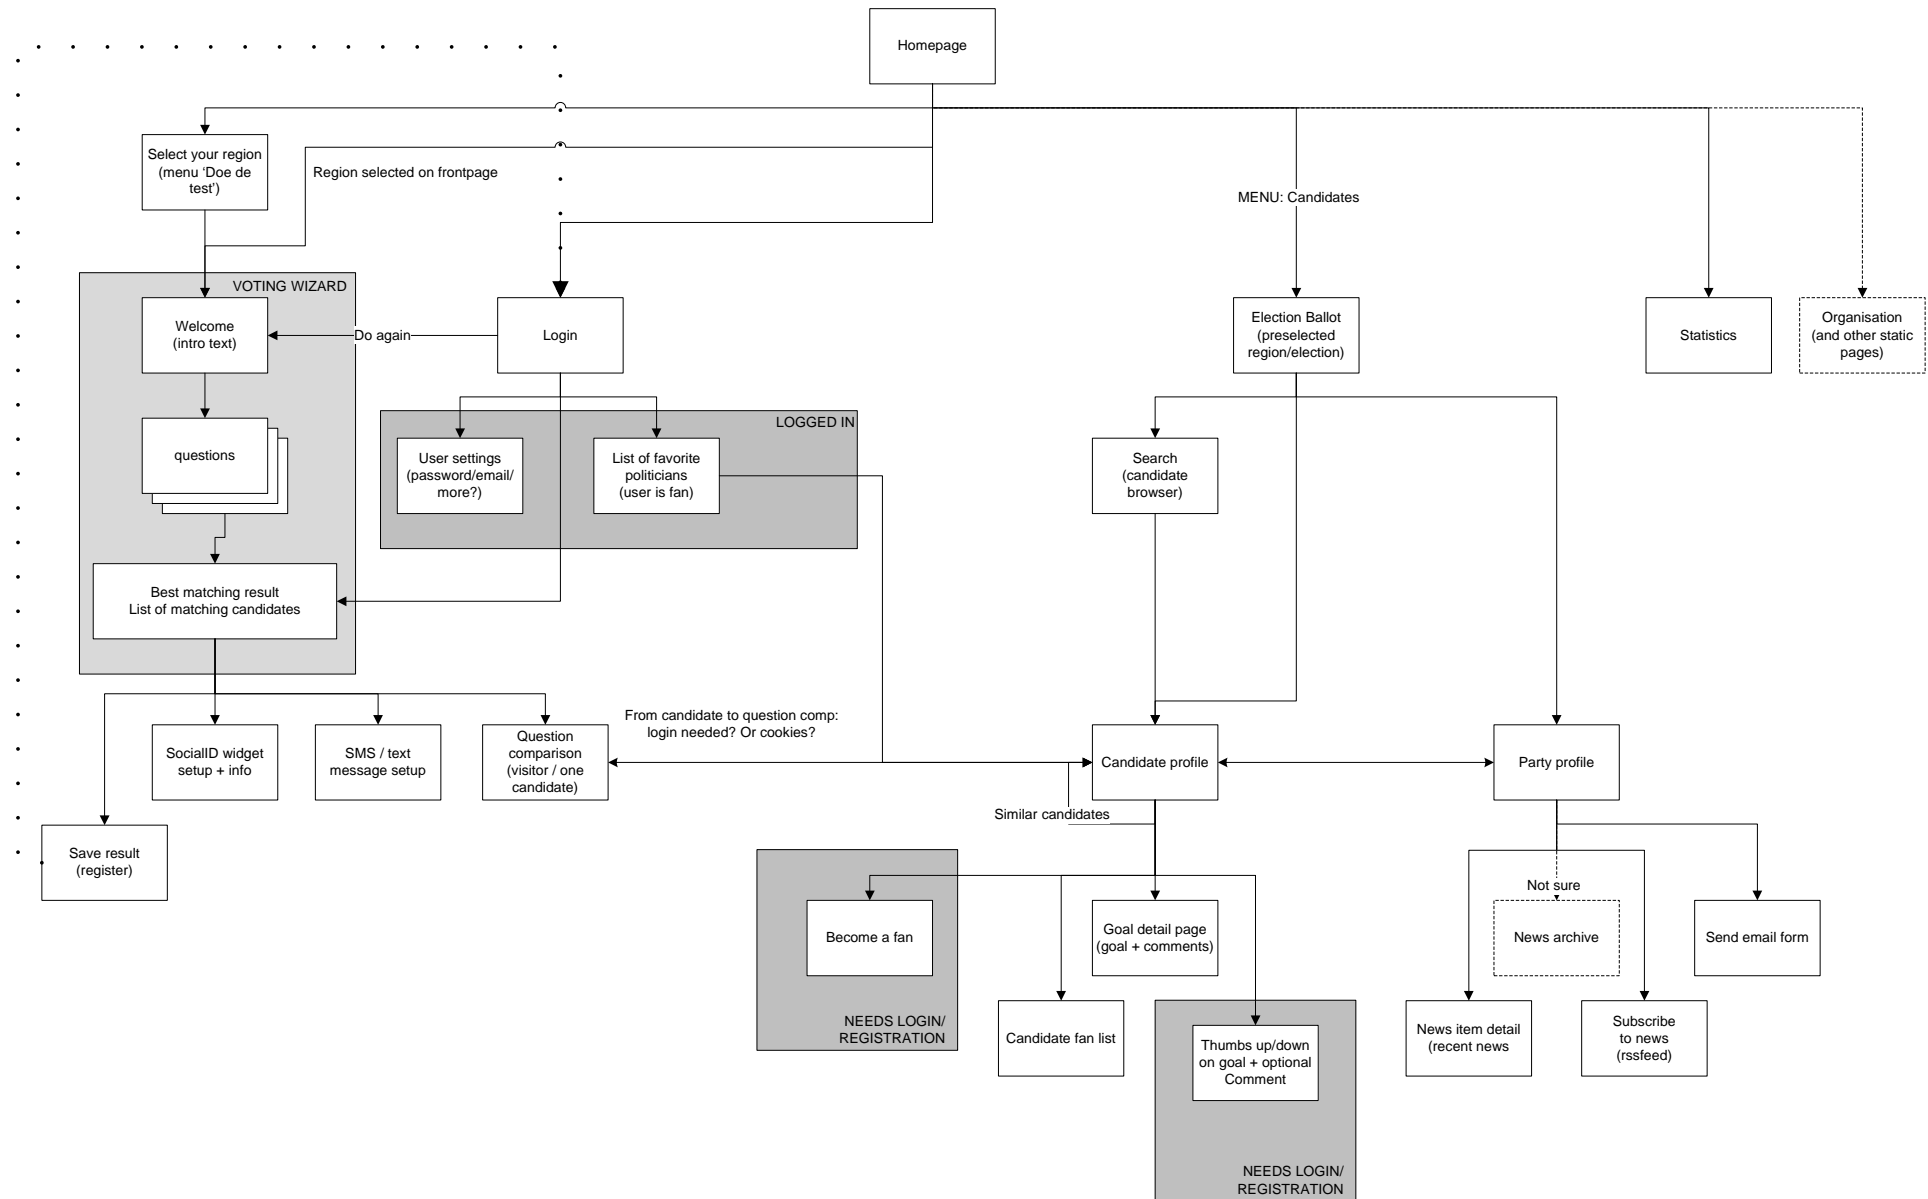 Homepage
Select your region
(menu ‘Doe de
test’)
Region selected on frontpage
MENU: Candidates
VOTING WIZARD
Welcome
(intro text)
Do again
Login
Election Ballot
(preselected
region/election)
Statistics
Organisation
(and other static
pages)
LOGGED IN
questions
User settings
(password/email/
more?)
List of favorite
politicians
(user is fan)
Search
(candidate
browser)
Best matching result
List of matching candidates
From candidate to question comp:
login needed? Or cookies?
SocialID widget
setup + info
SMS / text
message setup
Question
comparison
(visitor / one
candidate)
Candidate profile
Party profile
Similar candidates
Save result
(register)
Not sure
Become a fan
Goal detail page
(goal + comments)
News archive
Send email form
NEEDS LOGIN/
REGISTRATION
Candidate fan list
Thumbs up/down
on goal + optional
Comment
News item detail
(recent news
Subscribe
to news
(rssfeed)
NEEDS LOGIN/
REGISTRATION